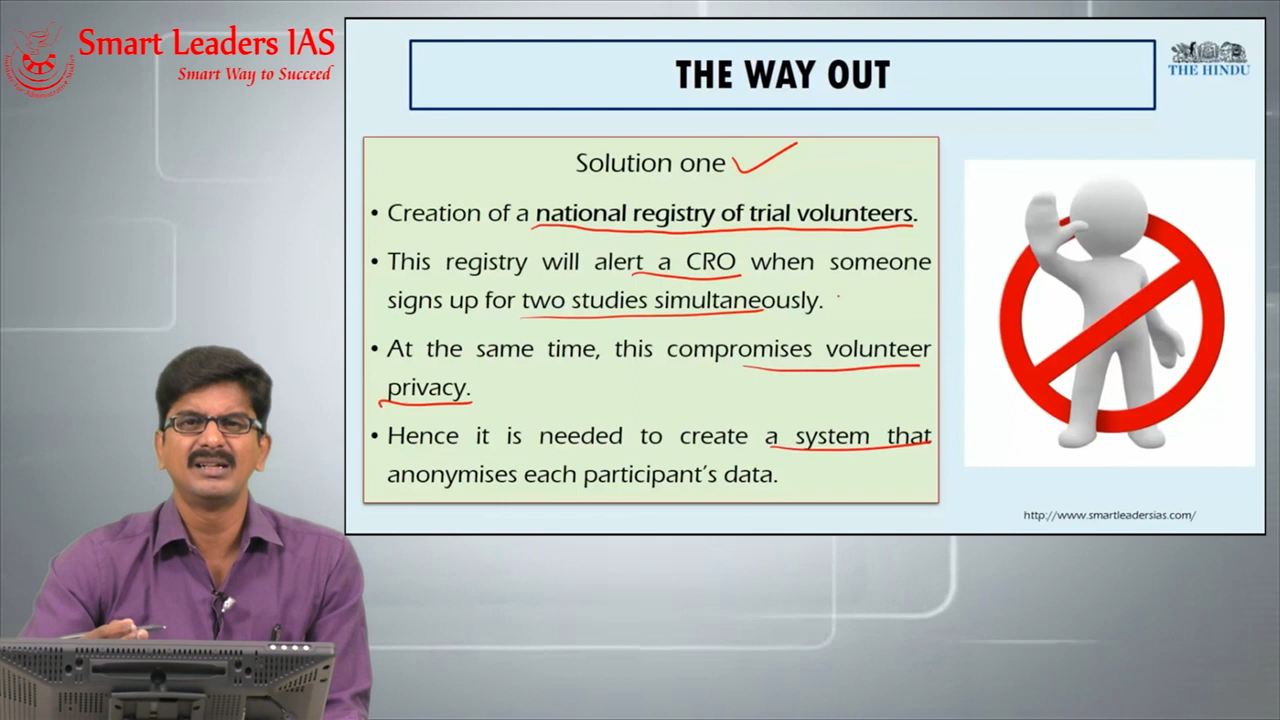 Smart Leaders IAS
Smart Way to Succeed
THE WAY OUT
THE HINDU
Solution one
• Creation of a national registry of trial volunteers.
• This registry will alert a CRO when someone
signs up for two studies simultaneously.
• At the same time, this compromises volunteer
privacy.
• Hence it is needed to create a system that
anonymises each participant's data.
http://www.smartleadersias.com/